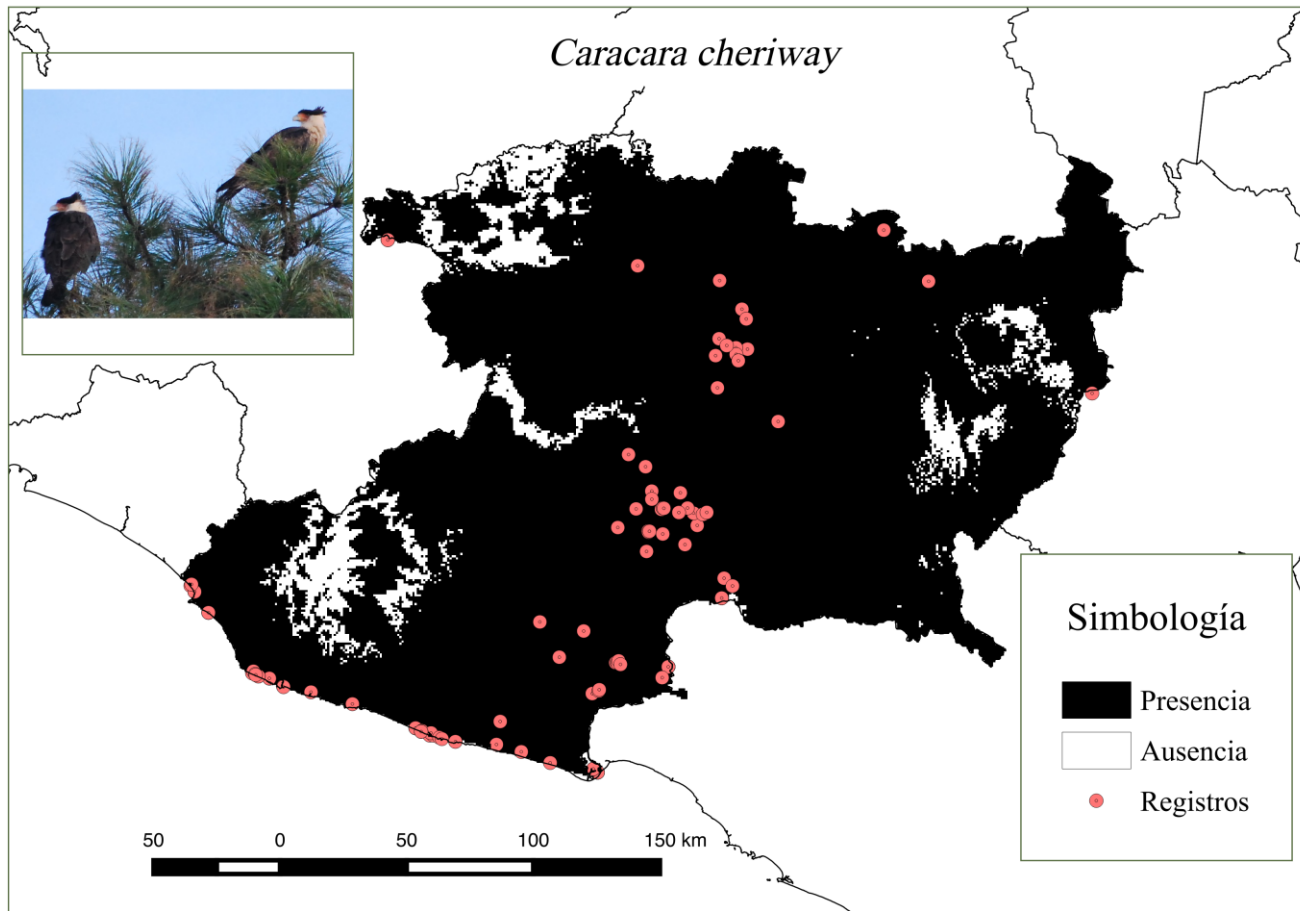 Caracara cheriway
Simbología
Presencia
Ausencia
Registros
50 0 50 100 150 km